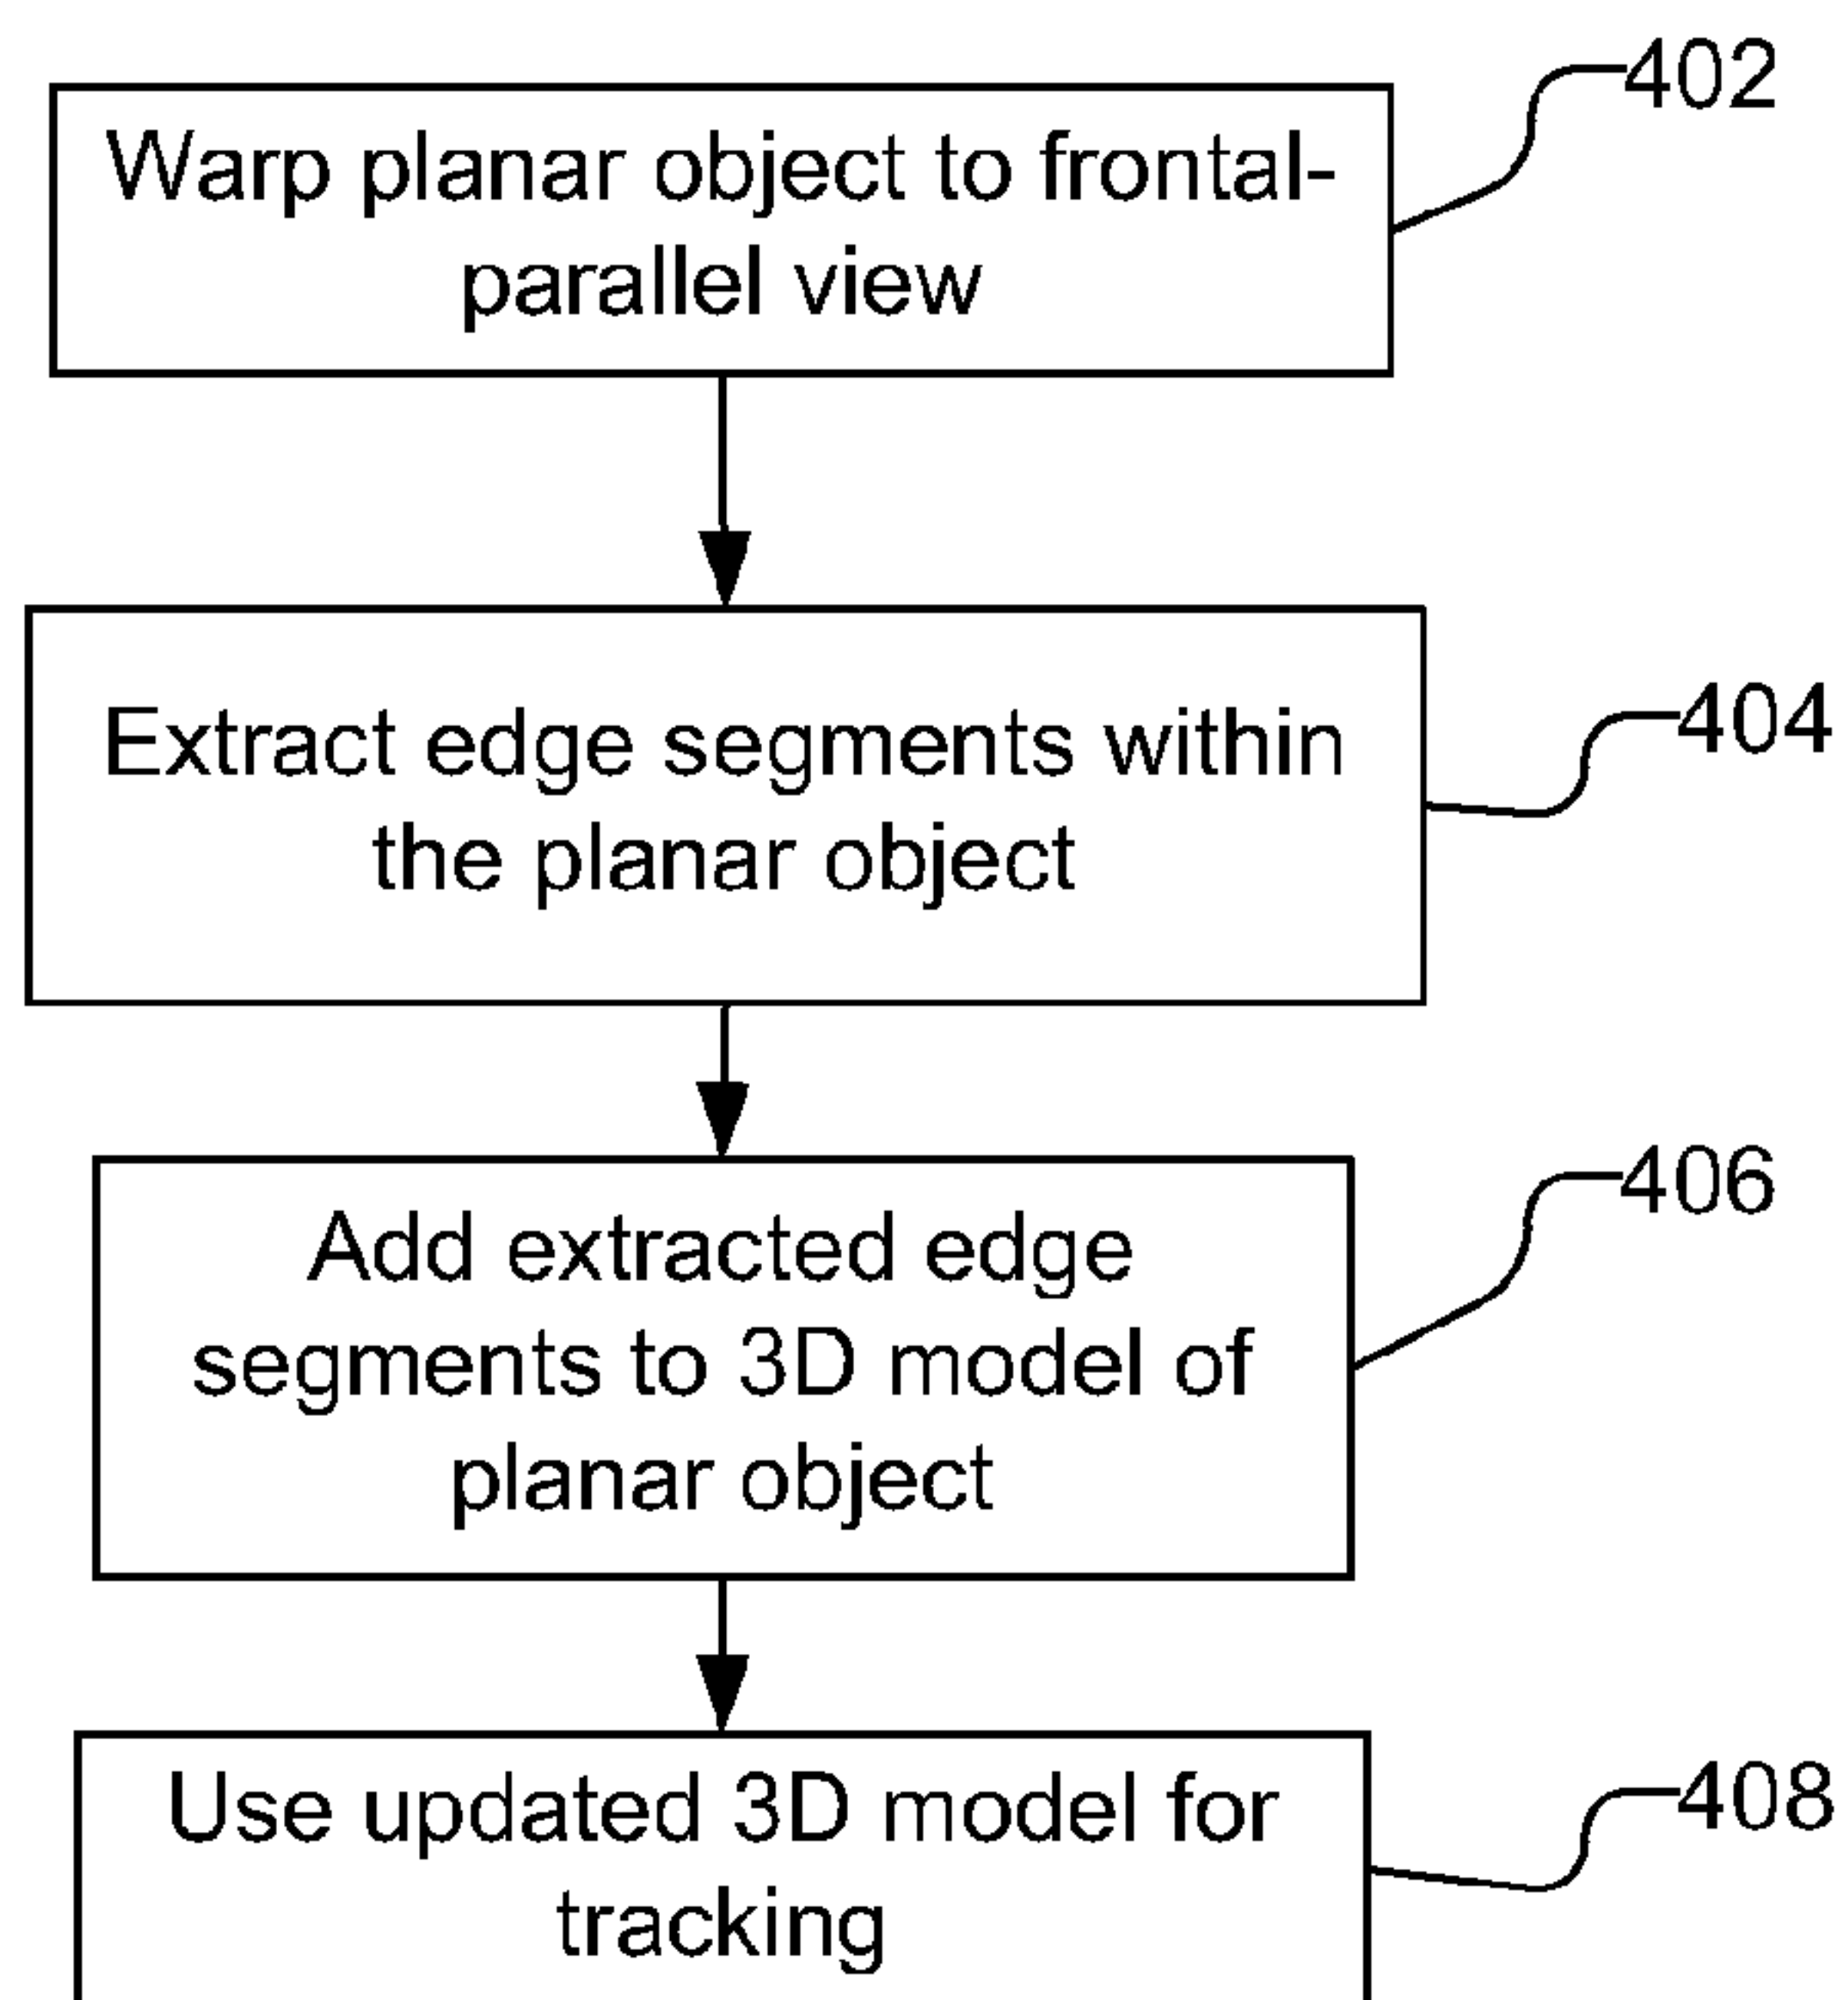 402
Warp planar object to frontal-
parallel view
404
Extract edge segments within
the planar object
406
Add extracted edge
segments to 3D model of
planar object
408
Use updated 3D model for
tracking